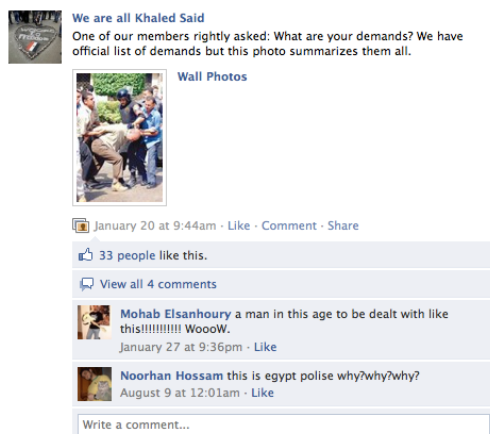 We are all Khaled Said
One of our members rightly asked: What are your demands? We have
official list of demands but this photo summarizes them all.
Wall Photos
January 20 at 9:44am · Like · Comment · Share
33 people like this.
View all 4 comments
Mohab Elsanhoury a man in this age to be dealt with like
this!!!!!!!!!!! WoooW.
January 27 at 9:36pm · Like
Noorhan Hossam this is egypt polise why?why?why?
August 9 at 12:01am · Like
Write a comment...